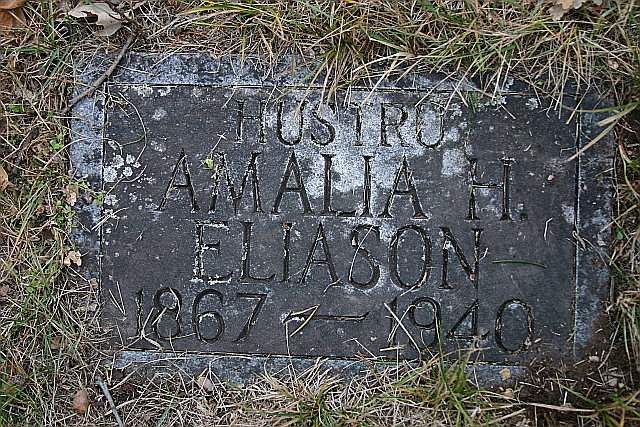 HUSTRU
AMALIA H.
ELIASON
1867 — 1940